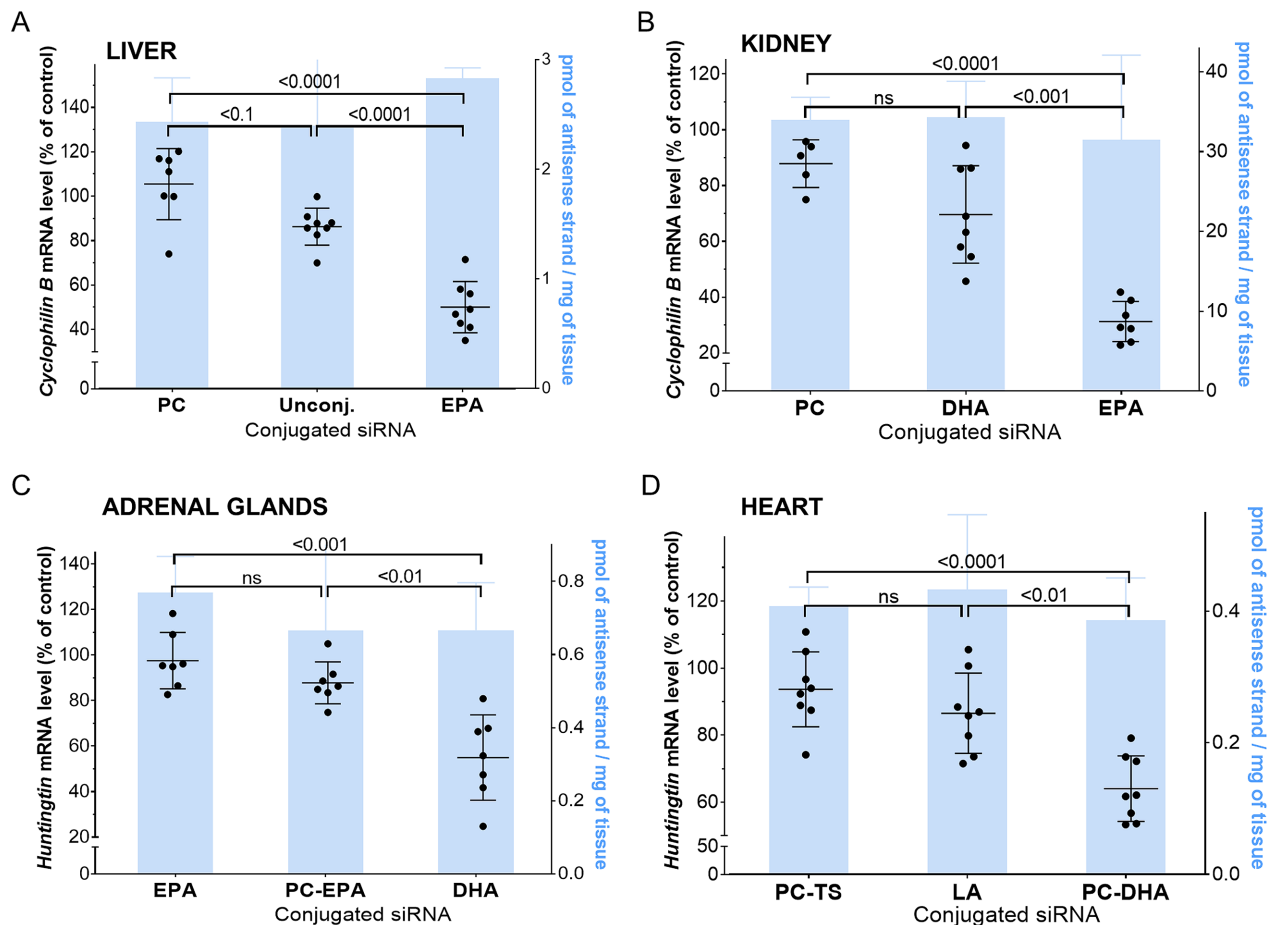 A
LIVER
Cyclophilin B mRNA level (% of control)
140
120
100
80
60
40
0
3
2
1
0
pmol of antisense strand / mg of tissue
<0.0001
<0.1
<0.0001
PC
Unconj.
EPA
Conjugated siRNA
B
KIDNEY
Cyclophilin B mRNA level (% of control)
120
100
80
60
40
20
0
40
30
20
10
0
pmol of antisense strand / mg of tissue
<0.0001
ns
<0.001
PC
DHA
EPA
Conjugated siRNA
C
ADRENAL GLANDS
Huntingtin mRNA level (% of control)
140
120
100
80
60
40
20
0
0.8
0.6
0.4
0.2
0.0
pmol of antisense strand / mg of tissue
<0.001
ns
<0.01
EPA
PC-EPA
DHA
Conjugated siRNA
D
HEART
Huntingtin mRNA level (% of control)
120
100
80
60
50
0
0.4
0.2
0.0
pmol of antisense strand / mg of tissue
<0.0001
ns
<0.01
PC-TS
LA
PC-DHA
Conjugated siRNA